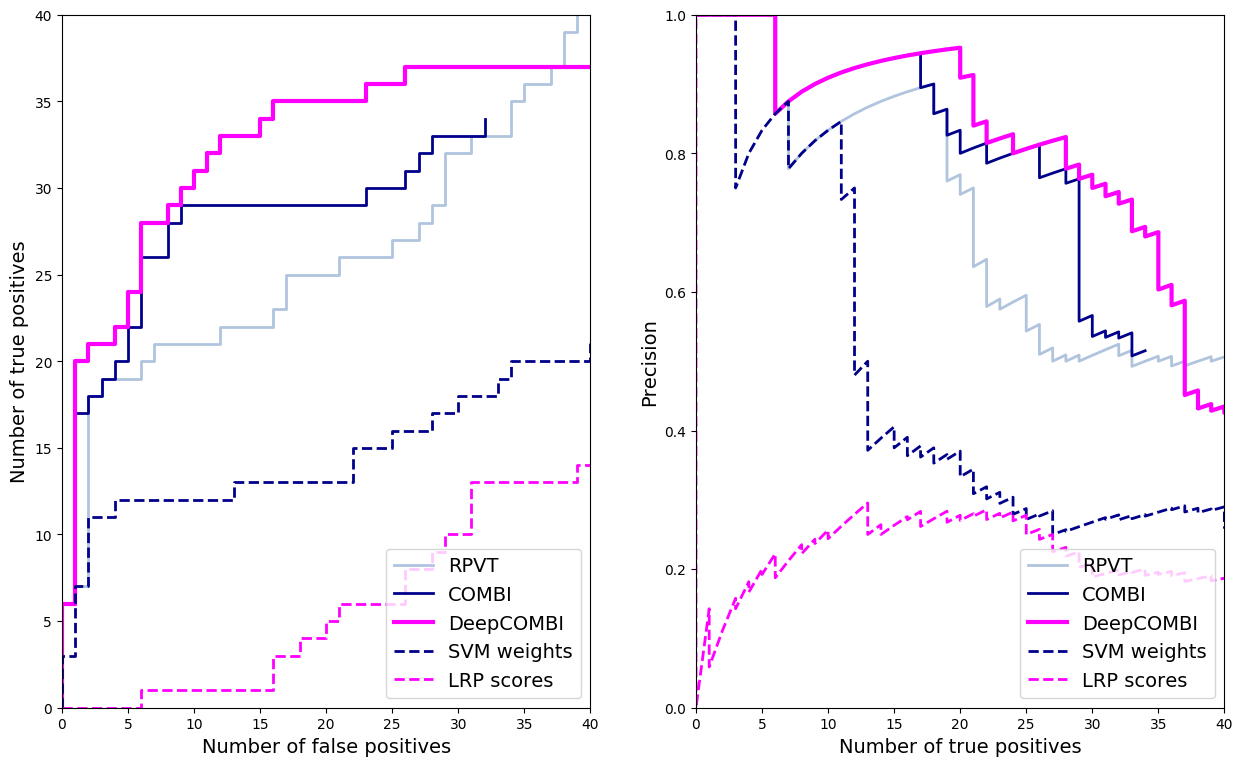 40
35
30
25
20
15
10
5
0
Number of true positives
0 5 10 15 20 25 30 35 40
Number of false positives
RPVT
COMBI
DeepCOMBI
SVM weights
LRP scores
1.0
0.8
0.6
0.4
0.2
0.0
Precision
0 5 10 15 20 25 30 35 40
Number of true positives
RPVT
COMBI
DeepCOMBI
SVM weights
LRP scores